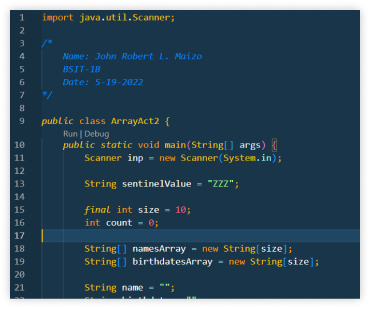 1 import java.util.Scanner;
2
3 /*
4 Name: John Robert L. Maizo
5 BSIT-1B
6 Date: 5-19-2022
7 */
8
9 public class ArrayAct2 {
Run | Debug
10 public static void main(String[] args) {
11 Scanner inp = new Scanner(System.in);
12
13 String sentinelValue = "ZZZ";
14
15 final int size = 10;
16 int count = 0;
17
18 String[] namesArray = new String[size];
19 String[] birthdatesArray = new String[size];
20
21 String name = "";